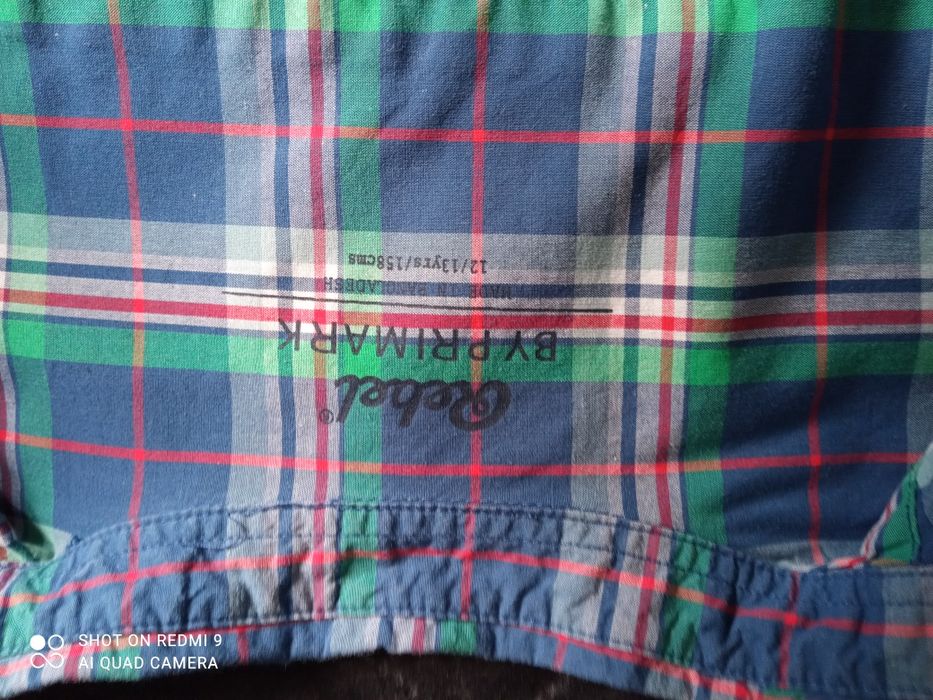 Rebel®
BY PRIMARK
MADE IN BANGLADESH
12/13yrs/158cms
SHOT ON REDMI 9
AI QUAD CAMERA